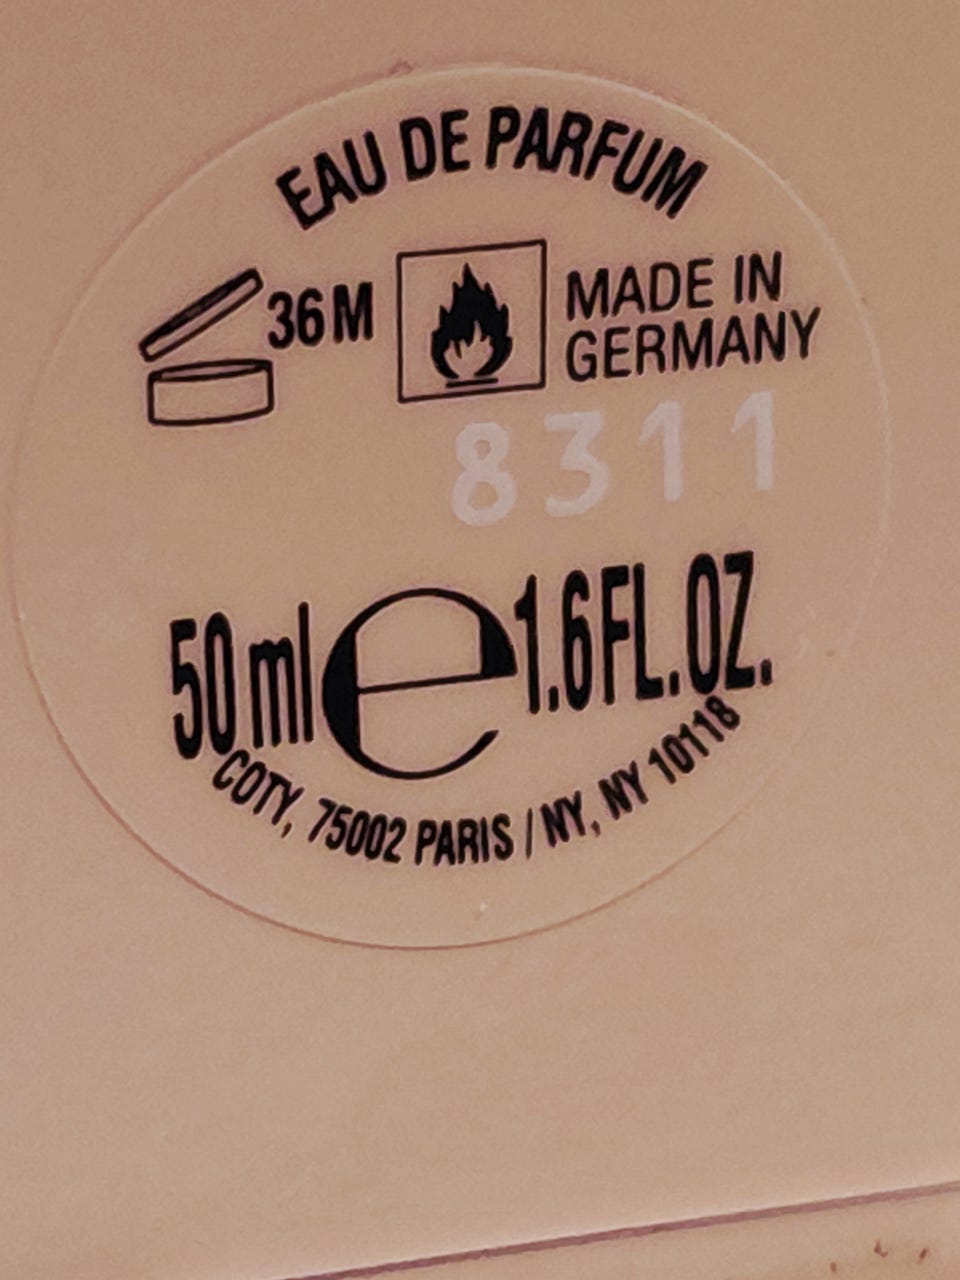 EAU DE PARFUM
36M
MADE IN
GERMANY
8311
50 ml e 1.6 FL.OZ.
COTY, 75002 PARIS / NY, NY 10118